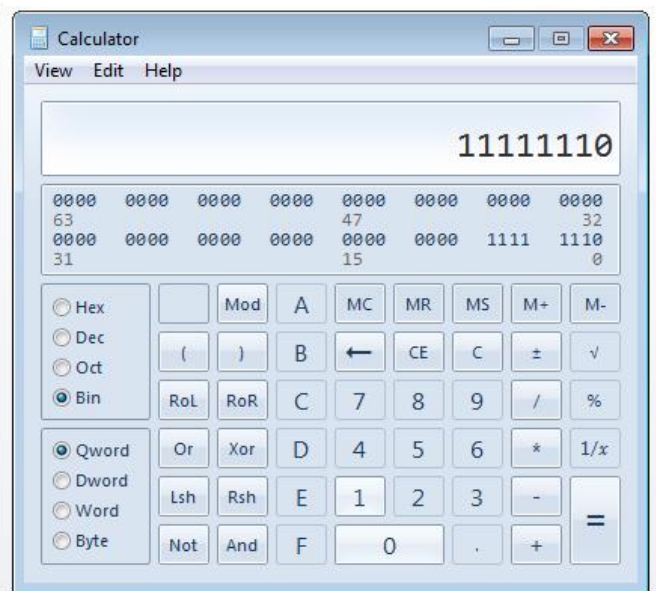 Calculator
View Edit Help
11111110
0000 0000 0000 0000 0000 0000 0000 0000
63 47 32
0000 0000 0000 0000 0000 0000 1111 1110
31 15 0
Hex Mod A MC MR MS M+ M-
Dec
Oct ( ) B ← CE C ± √
Bin RoL RoR C 7 8 9 / %
Qword Or Xor D 4 5 6 * 1/x
Dword
Word Lsh Rsh E 1 2 3 - =
Byte Not And F 0 . +